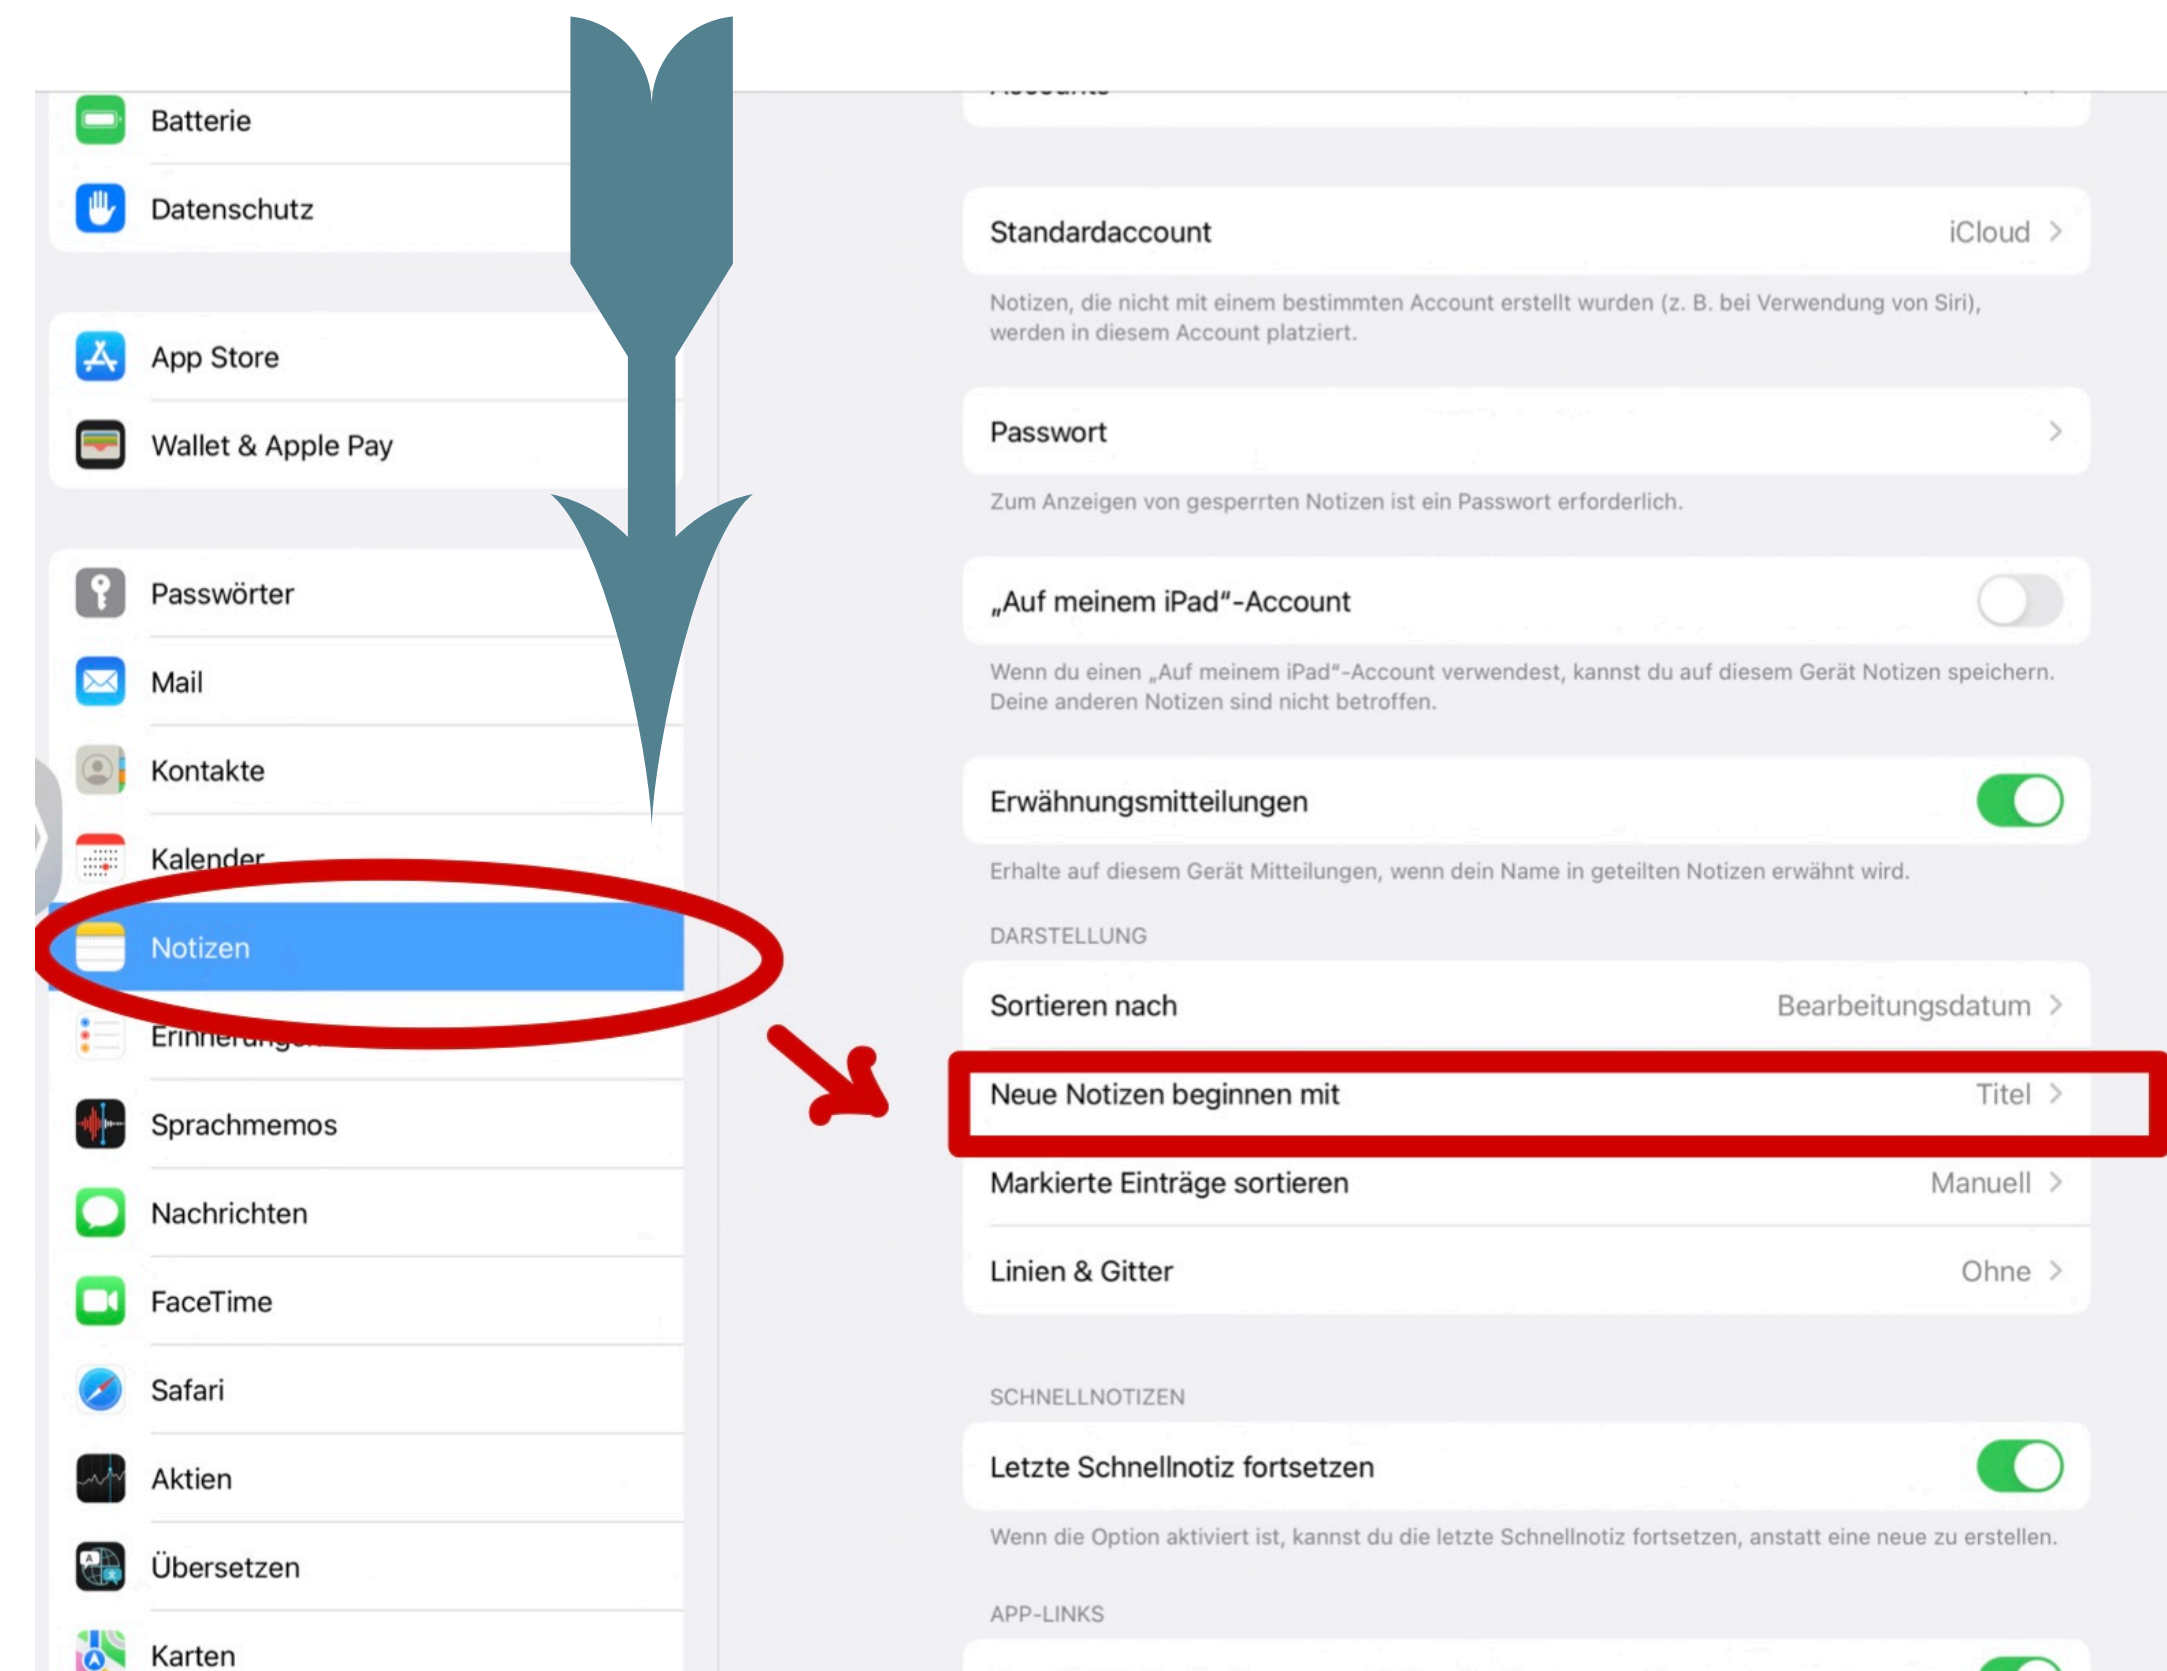 Batterie
Datenschutz
App Store
Wallet & Apple Pay
Passwörter
Mail
Kontakte
Kalender
Notizen
Erinnerungen
Sprachmemos
Nachrichten
FaceTime
Safari
Aktien
Übersetzen
Karten
Standardaccount iCloud
Notizen, die nicht mit einem bestimmten Account erstellt wurden (z. B. bei Verwendung von Siri),
werden in diesem Account platziert.
Passwort
Zum Anzeigen von gesperrten Notizen ist ein Passwort erforderlich.
„Auf meinem iPad“-Account
Wenn du einen „Auf meinem iPad“-Account verwendest, kannst du auf diesem Gerät Notizen speichern.
Deine anderen Notizen sind nicht betroffen.
Erwähnungsmitteilungen
Erhalte auf diesem Gerät Mitteilungen, wenn dein Name in geteilten Notizen erwähnt wird.
DARSTELLUNG
Sortieren nach Bearbeitungsdatum
Neue Notizen beginnen mit Titel
Markierte Einträge sortieren Manuell
Linien & Gitter Ohne
SCHNELLNOTIZEN
Letzte Schnellnotiz fortsetzen
Wenn die Option aktiviert ist, kannst du die letzte Schnellnotiz fortsetzen, anstatt eine neue zu erstellen.
APP-LINKS